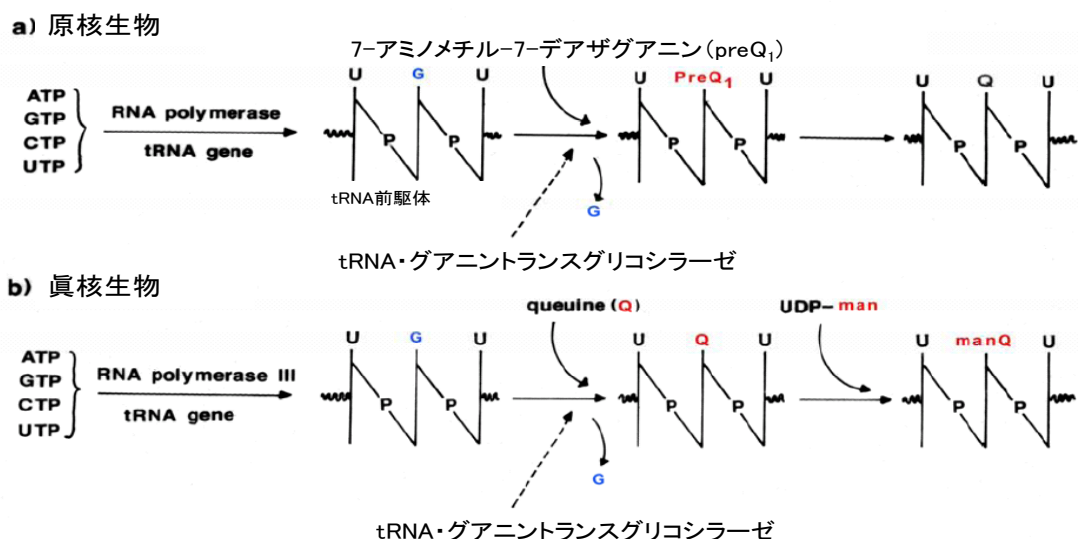 a) 原核生物
7-アミノメチル-7-デアザグアニン(preQ₁)
ATP
GTP
CTP
UTP
RNA polymerase
tRNA gene
U G U
P P
tRNA前駆体
G
U PreQ₁ U
P P
U Q U
P P
tRNA・グアニントランスグリコシラーゼ
b) 眞核生物
queuine (Q)
UDP-man
ATP
GTP
CTP
UTP
RNA polymerase III
tRNA gene
U G U
P P
G
U Q U
P P
U manQ U
P P
tRNA・グアニントランスグリコシラーゼ